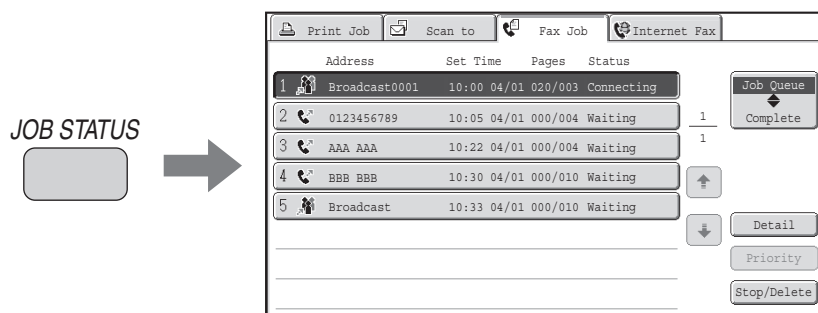 JOB STATUS
Print Job Scan to Fax Job Internet Fax
Address Set Time Pages Status
1 Broadcast0001 10:00 04/01 020/003 Connecting
2 0123456789 10:05 04/01 000/004 Waiting
3 AAA AAA 10:22 04/01 000/004 Waiting
4 BBB BBB 10:30 04/01 000/010 Waiting
5 Broadcast 10:33 04/01 000/010 Waiting
1
1
Job Queue
Complete
Detail
Priority
Stop/Delete